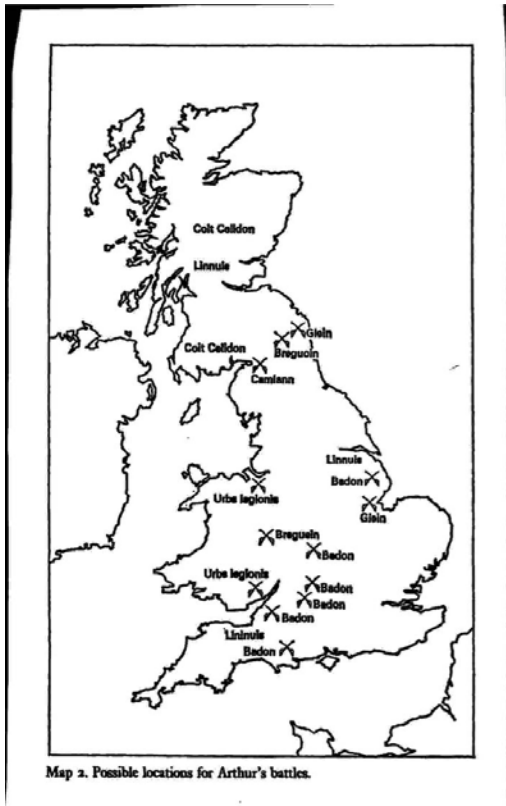 Coit Celidon
Linnuis
Glein
Breguoin
Coit Celidon
Camlann
Linnuis
Badon
Urbs legionis
Glein
Breguein
Badon
Urbs legionis
Badon
Badon
Badon
Lininuis
Badon
Map 2. Possible locations for Arthur's battles.